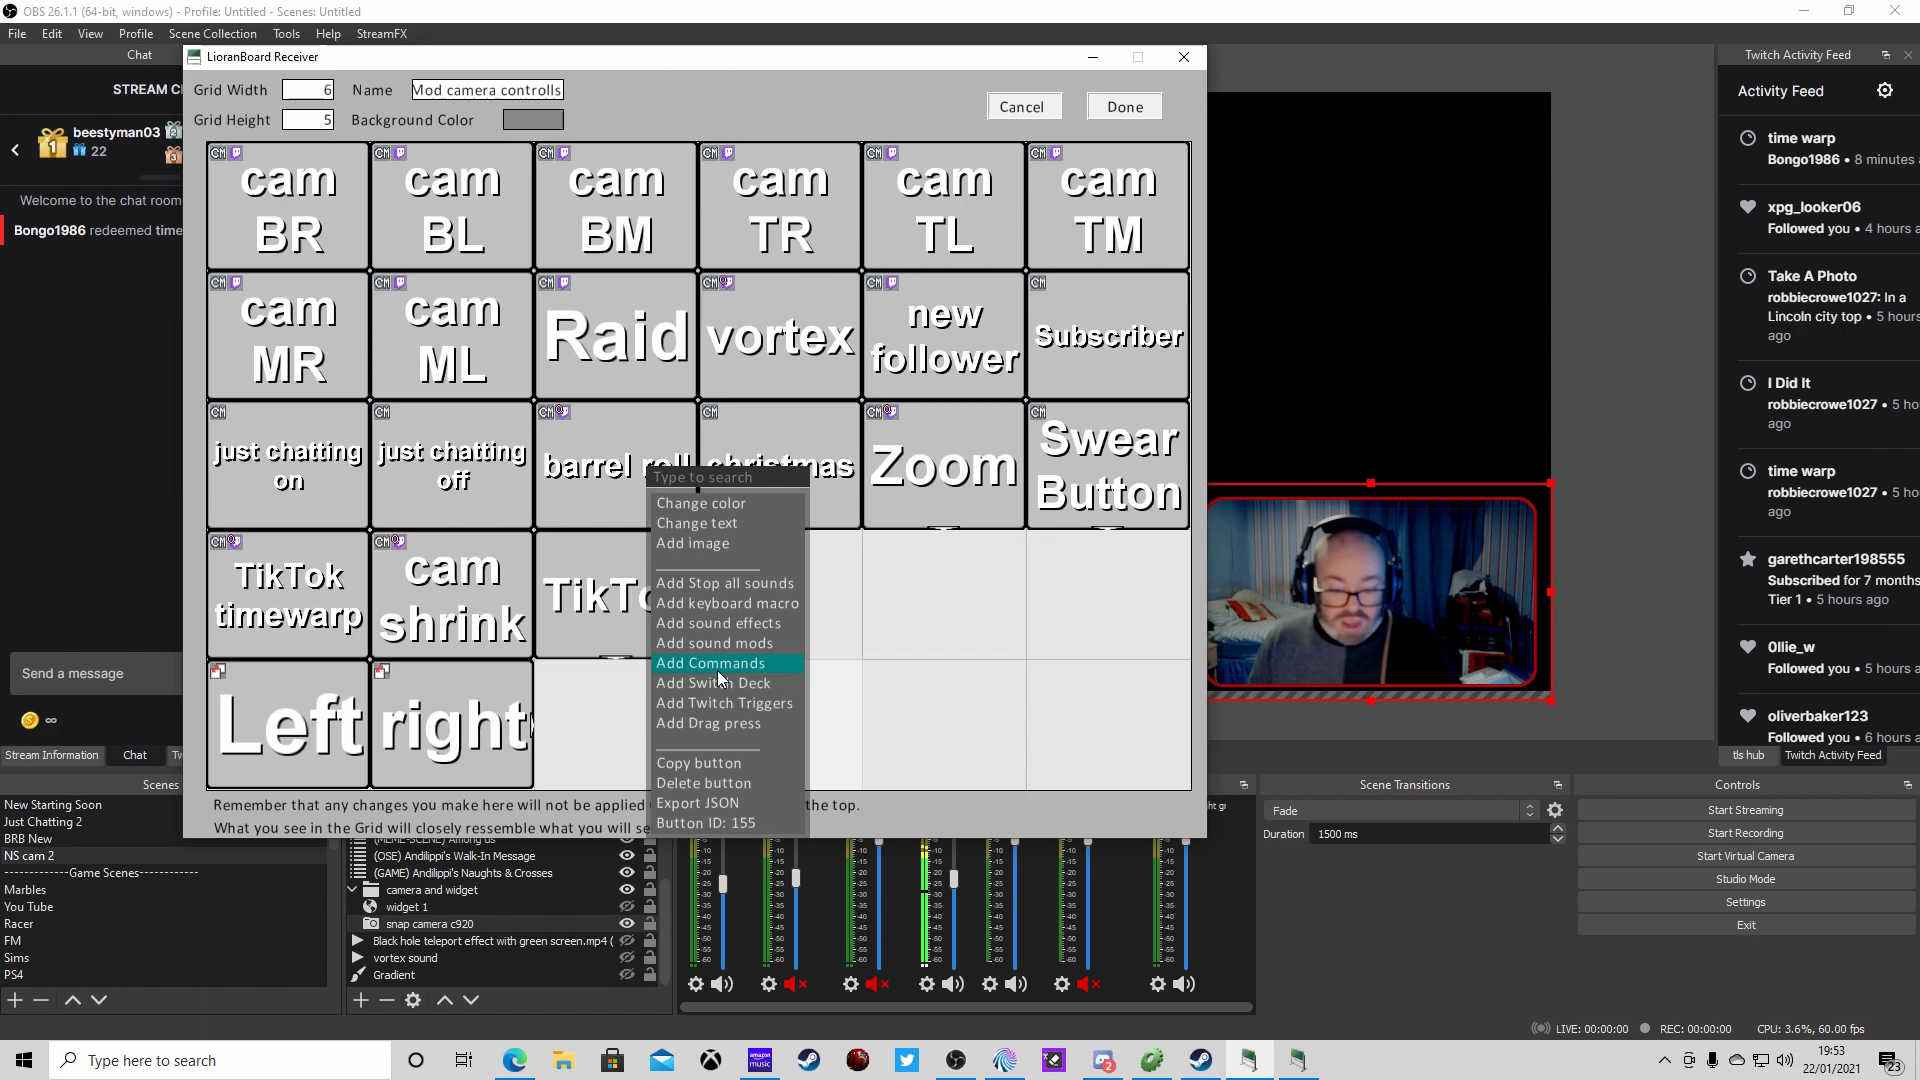 OBS 26.1.1 (64-bit, windows) - Profile: Untitled - Scenes: Untitled
File Edit View Profile Scene Collection Tools Help StreamFX
Chat
STREAM C
1
beestyman03
22
Welcome to the chat room
Bongo1986 redeemed time
Send a message
∞
Stream Information
Chat
Tw
LioranBoard Receiver
Grid Width 6 Name Mod camera controlls
Grid Height 5 Background Color
Cancel
Done
cam BR
cam BL
cam BM
cam TR
cam TL
cam TM
cam MR
cam ML
Raid
vortex
new follower
Subscriber
just chatting on
just chatting off
barrel roll
christmas
Zoom
Swear Button
TikTok timewarp
cam shrink
TikTo
Left
right
Type to search
Change color
Change text
Add image
Add Stop all sounds
Add keyboard macro
Add sound effects
Add sound mods
Add Commands
Add Switch Deck
Add Twitch Triggers
Add Drag press
Copy button
Delete button
Export JSON
Button ID: 155
Remember that any changes you make here will not be applied
the top.
What you see in the Grid will closely ressemble what you will se
Twitch Activity Feed
Activity Feed
time warp
Bongo1986 • 8 minutes a
xpg_looker06
Followed you • 4 hours a
Take A Photo
robbiecrowe1027: In a
Lincoln city top • 5 hours
ago
I Did It
robbiecrowe1027 • 5 ho
ago
time warp
robbiecrowe1027 • 5 ho
ago
garethcarter198555
Subscribed for 7 months
Tier 1 • 5 hours ago
0llie_w
Followed you • 5 hours a
oliverbaker123
Followed you • 6 hours a
tls hub
Twitch Activity Feed
Scenes
New Starting Soon
Just Chatting 2
BRB New
NS cam 2
-------------Game Scenes------------
Marbles
You Tube
Racer
FM
Sims
PS4
(MEME-SCENE) Among us
(OSE) Andilippi's Walk-In Message
(GAME) Andilippi's Naughts & Crosses
camera and widget
widget 1
snap camera c920
Black hole teleport effect with green screen.mp4 (
vortex sound
Gradient
Scene Transitions
Fade
Duration 1500 ms
Controls
Start Streaming
Start Recording
Start Virtual Camera
Studio Mode
Settings
Exit
LIVE: 00:00:00 REC: 00:00:00 CPU: 3.6%, 60.00 fps
Type here to search
19:53
22/01/2021
23